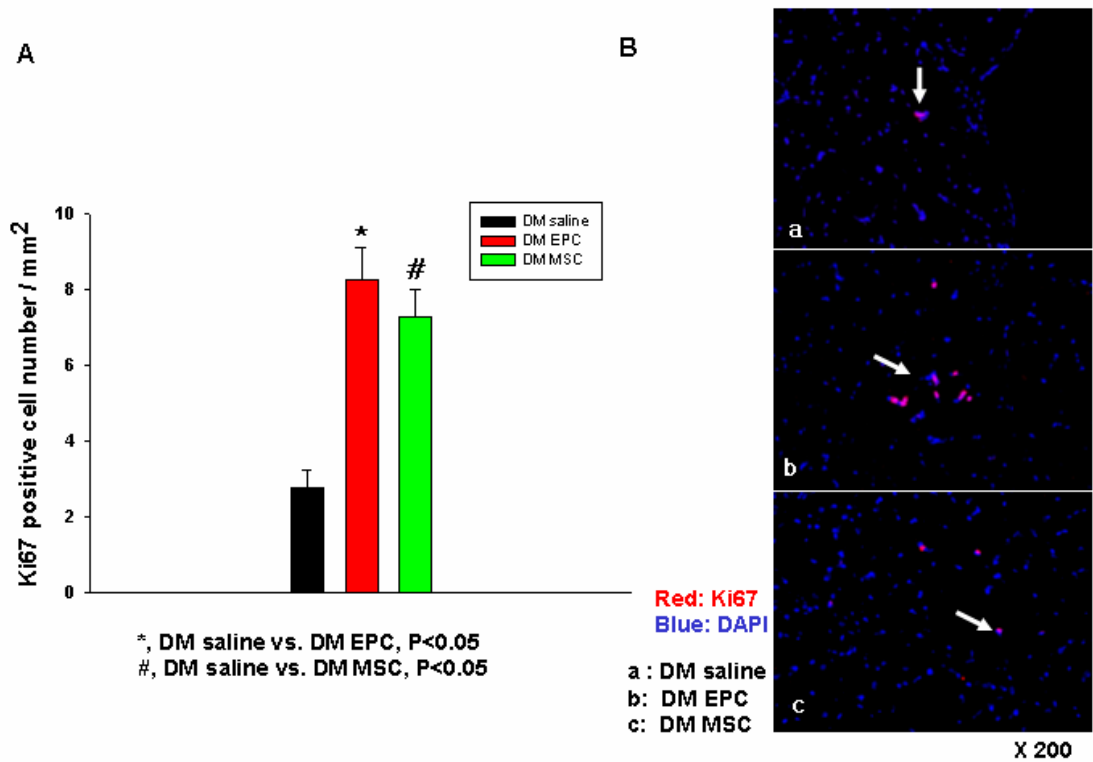 A
B
Ki67 positive cell number / mm2
10
8
6
4
2
0
*
#
DM saline
DM EPC
DM MSC
*, DM saline vs. DM EPC, P<0.05
#, DM saline vs. DM MSC, P<0.05
a
b
c
Red: Ki67
Blue: DAPI
a : DM saline
b: DM EPC
c: DM MSC
X 200